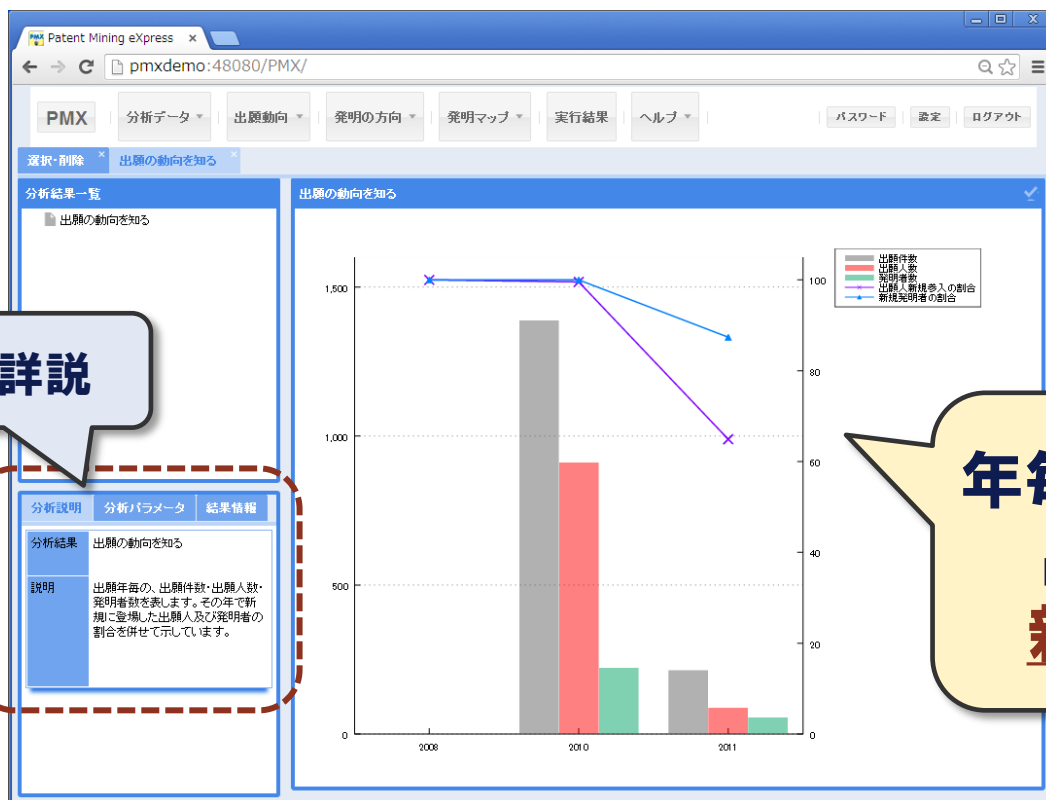 Patent Mining eXpress
pmxdemo:48080/PMX/
PMX
分析データ
出願動向
発明の方向
発明マップ
実行結果
ヘルプ
パスワード
設定
ログアウト
選択・削除
出願の動向を知る
分析結果一覧
出願の動向を知る
出願の動向を知る
出願件数
出願人数
発明者数
出願人新規参入の割合
新規発明者の割合
1,500
1,000
500
0
100
80
60
40
20
0
2008
2010
2011
詳説
年毎
分析説明
分析パラメータ
結果情報
分析結果
出願の動向を知る
説明
出願年毎の、出願件数・出願人数・
発明者数を表します。その年で新
規に登場した出願人及び発明者の
割合を併せて示しています。